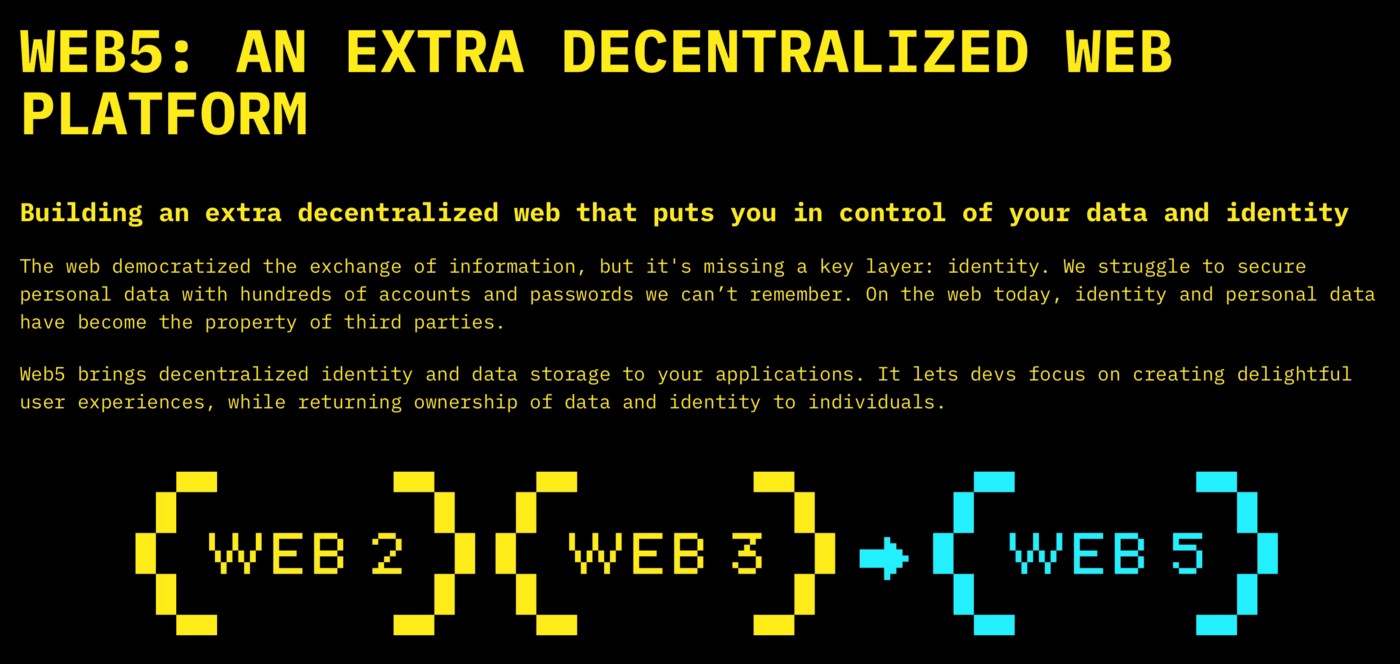 WEB5: AN EXTRA DECENTRALIZED WEB
PLATFORM
Building an extra decentralized web that puts you in control of your data and identity
The web democratized the exchange of information, but it's missing a key layer: identity. We struggle to secure
personal data with hundreds of accounts and passwords we can’t remember. On the web today, identity and personal data
have become the property of third parties.
Web5 brings decentralized identity and data storage to your applications. It lets devs focus on creating delightful
user experiences, while returning ownership of data and identity to individuals.
(WEB 2) (WEB 3) → (WEB 5)